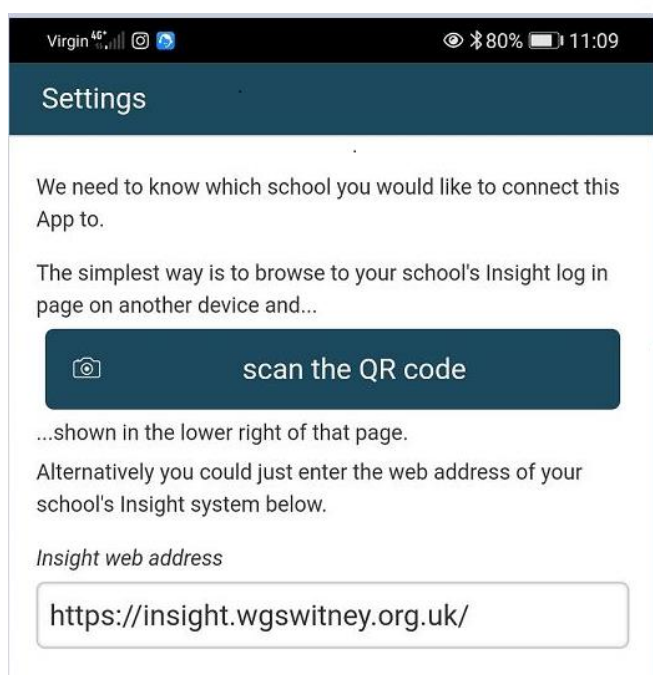 Virgin 4G+ 80% 11:09
Settings
We need to know which school you would like to connect this
App to.
The simplest way is to browse to your school's Insight log in
page on another device and...
scan the QR code
...shown in the lower right of that page.
Alternatively you could just enter the web address of your
school's Insight system below.
Insight web address
https://insight.wgswitney.org.uk/